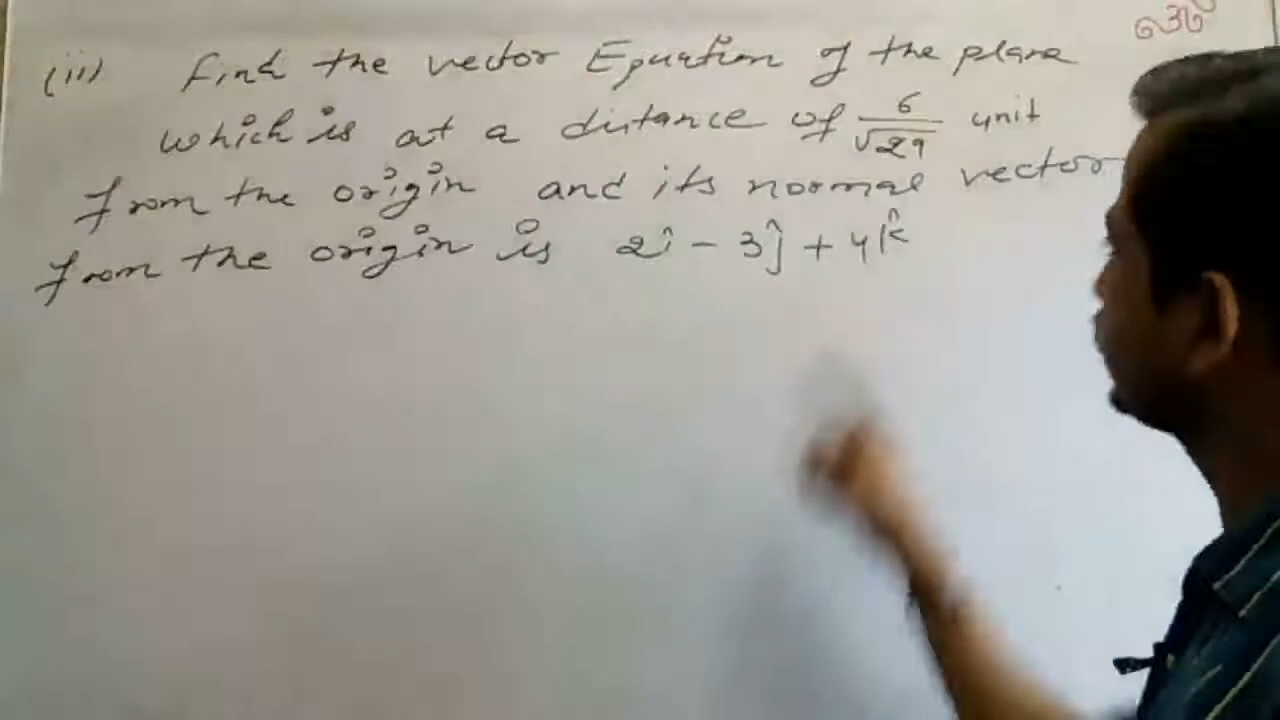 (ii) Find the vector Equation of the plane
which is at a distance of 6/√29 unit
from the origin and its normal vector
from the origin is 2î - 3ĵ + 4k̂